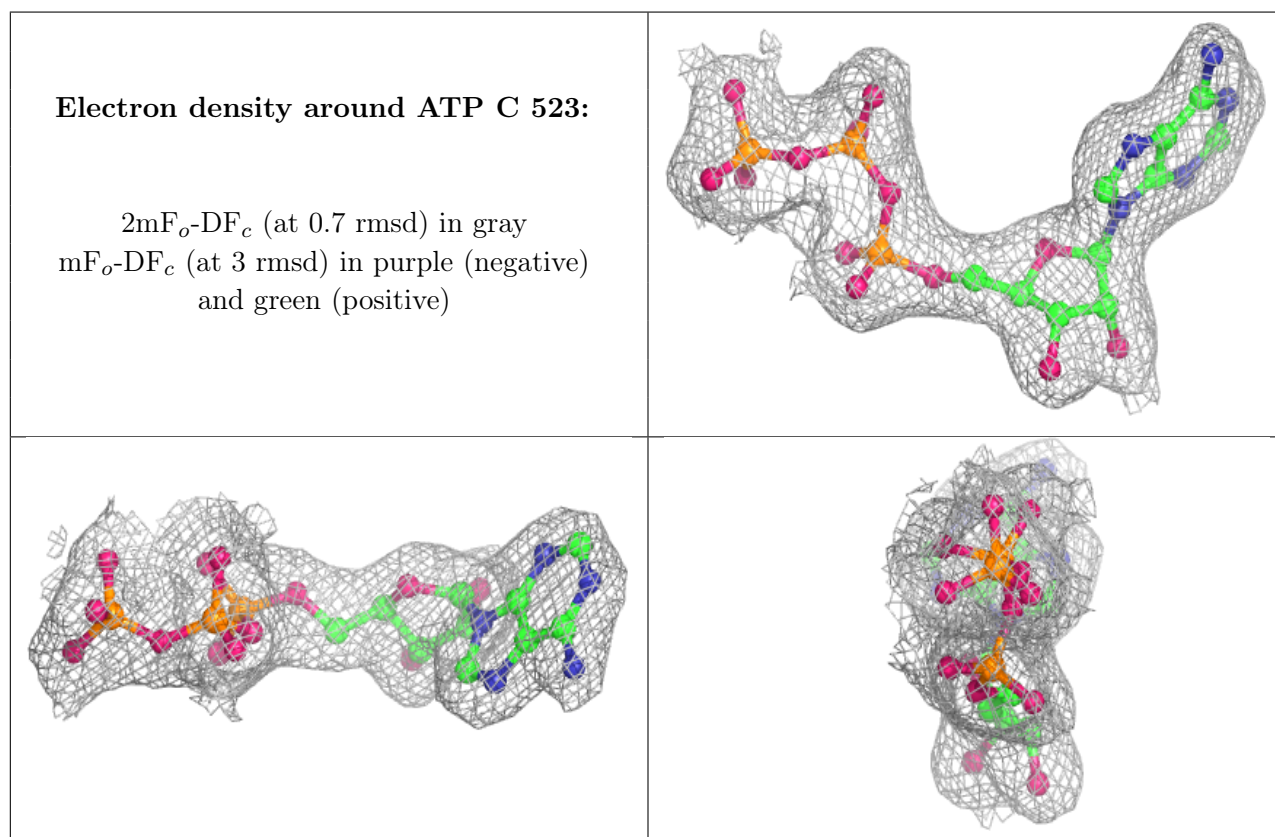 Electron density around ATP C 523:
2mFo-DFc (at 0.7 rmsd) in gray
mFo-DFc (at 3 rmsd) in purple (negative)
and green (positive)